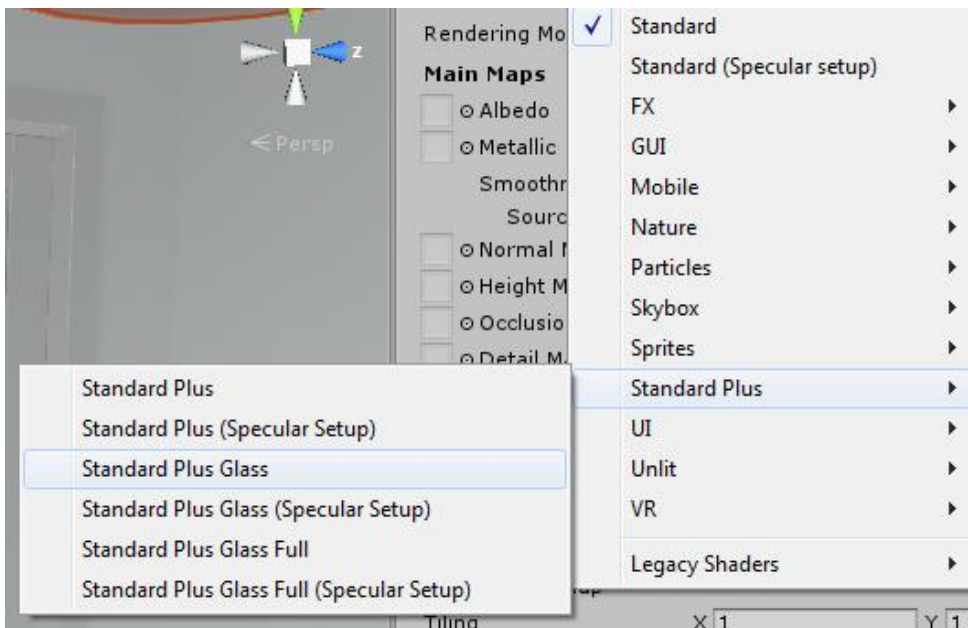 z
Persp
Rendering Mo
Main Maps
Albedo
Metallic
Smoothr
Sourc
Normal M
Height M
Occlusio
Detail M
Standard
Standard (Specular setup)
FX
GUI
Mobile
Nature
Particles
Skybox
Sprites
Standard Plus
UI
Unlit
VR
Legacy Shaders
Standard Plus
Standard Plus (Specular Setup)
Standard Plus Glass
Standard Plus Glass (Specular Setup)
Standard Plus Glass Full
Standard Plus Glass Full (Specular Setup)
Tiling X 1 Y 1